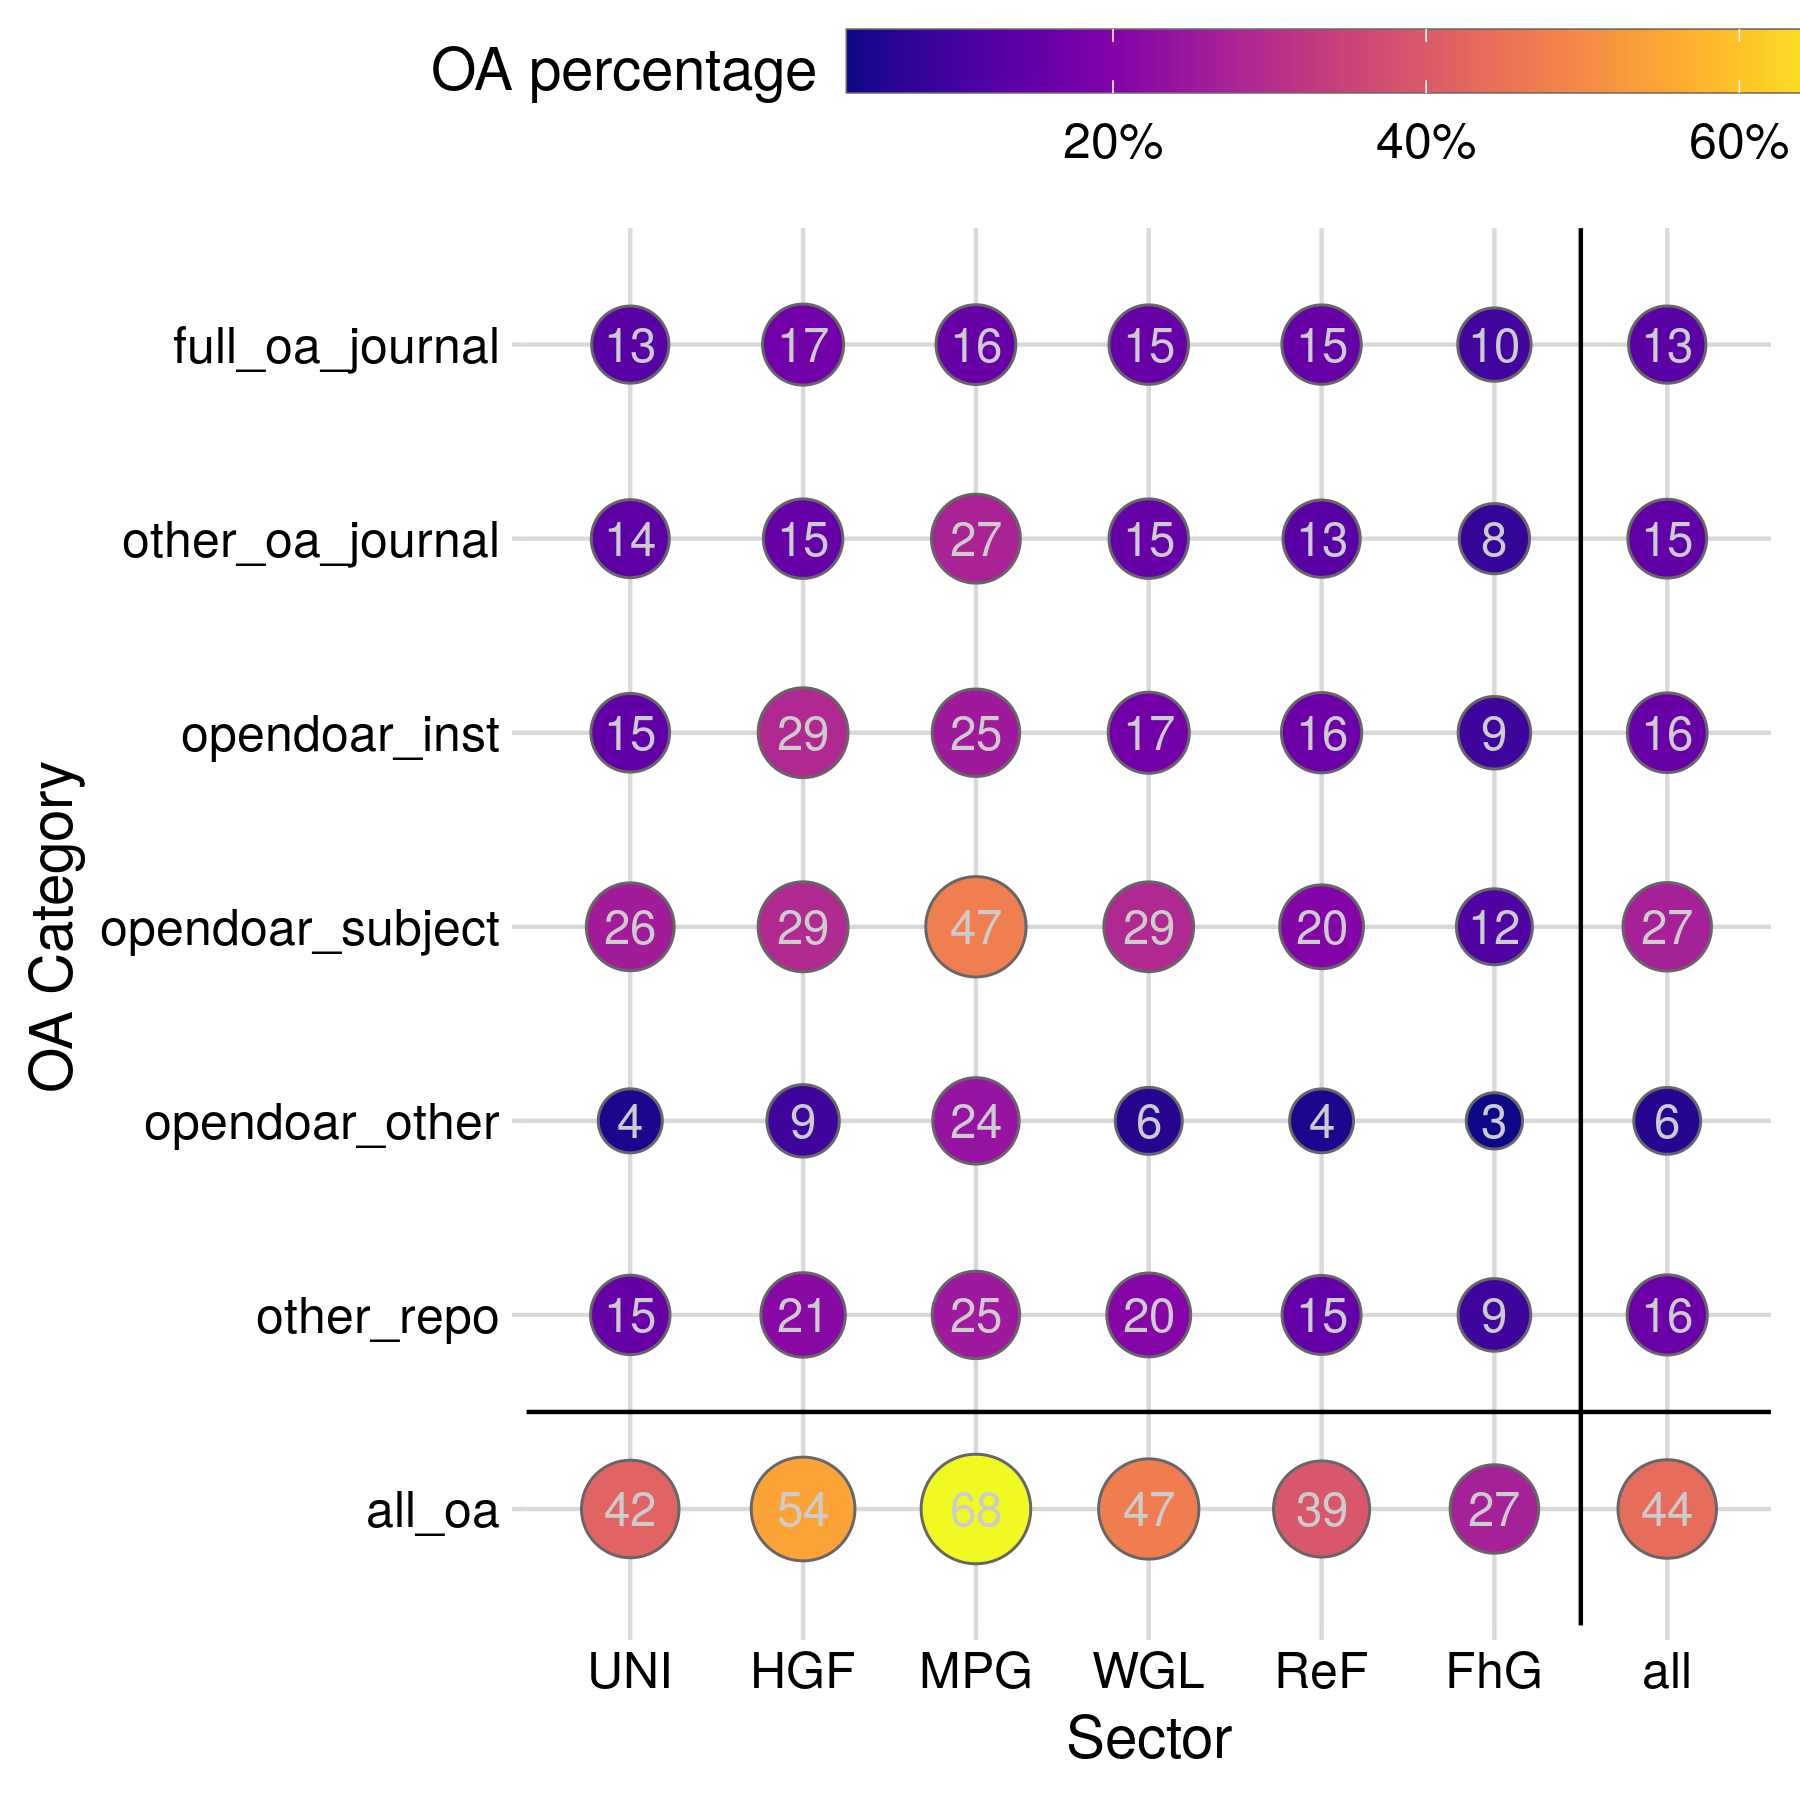 OA percentage
20% 40% 60%
full_oa_journal 13 17 16 15 15 10 13
other_oa_journal 14 15 27 15 13 8 15
opendoar_inst 15 29 25 17 16 9 16
opendoar_subject 26 29 47 29 20 12 27
opendoar_other 4 9 24 6 4 3 6
other_repo 15 21 25 20 15 9 16
all_oa 42 54 68 47 39 27 44
OA Category
UNI HGF MPG WGL ReF FhG all
Sector